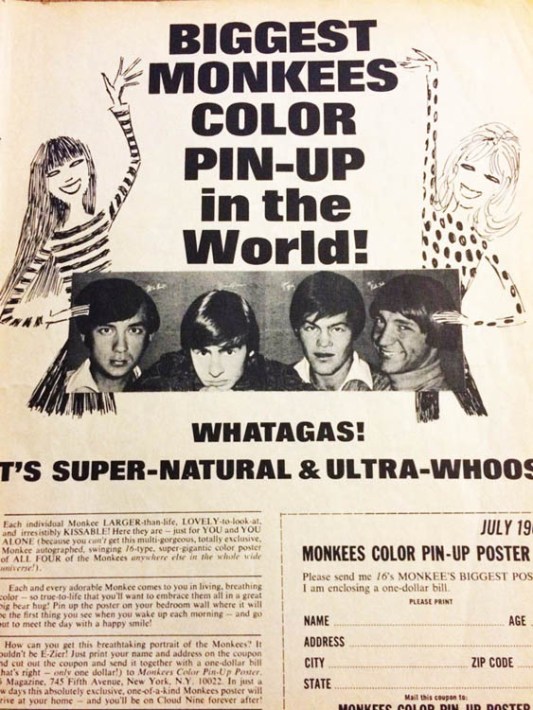 BIGGEST
MONKEES
COLOR
PIN-UP
in the
World!
WHATAGAS!
T'S SUPER-NATURAL & ULTRA-WHOOS
Each individual Monkee LARGER-than-life, LOVELY-to-look-at,
and irresistibly KISSABLE! Here they are — just for YOU and YOU
ALONE (because you can't get this multi-gorgeous, totally exclusive,
Monkee autographed, swinging 16-type, super-gigantic color poster
of ALL FOUR of the Monkees anywhere else in the whole wide
universe!).
Each and every adorable Monkee comes to you in living, breathing
color — so true-to-life that you'll want to embrace them all in a great
big bear hug! Pin up the poster on your bedroom wall where it will
be the first thing you see when you wake up each morning — and go
out to meet the day with a happy smile!
How can you get this breathtaking portrait of the Monkees? It
ouldn't be E-Zier! Just print your name and address on the coupon
nd cut out the coupon and send it together with a one-dollar bill
hat's right — only one dollar!) to Monkees Color Pin-Up Poster,
Magazine, 745 Fifth Avenue, New York, N.Y. 10022. In just a
w days this absolutely exclusive, one-of-a-kind Monkees poster will
rive at your home — and you'll be on Cloud Nine forever after!
JULY 19
MONKEES COLOR PIN-UP POSTER
Please send me 16's MONKEE'S BIGGEST POS
I am enclosing a one-dollar bill.
PLEASE PRINT
NAME AGE
ADDRESS
CITY ZIP CODE
STATE
Mail this coupon to:
MONKEES COLOR PIN-UP POSTER